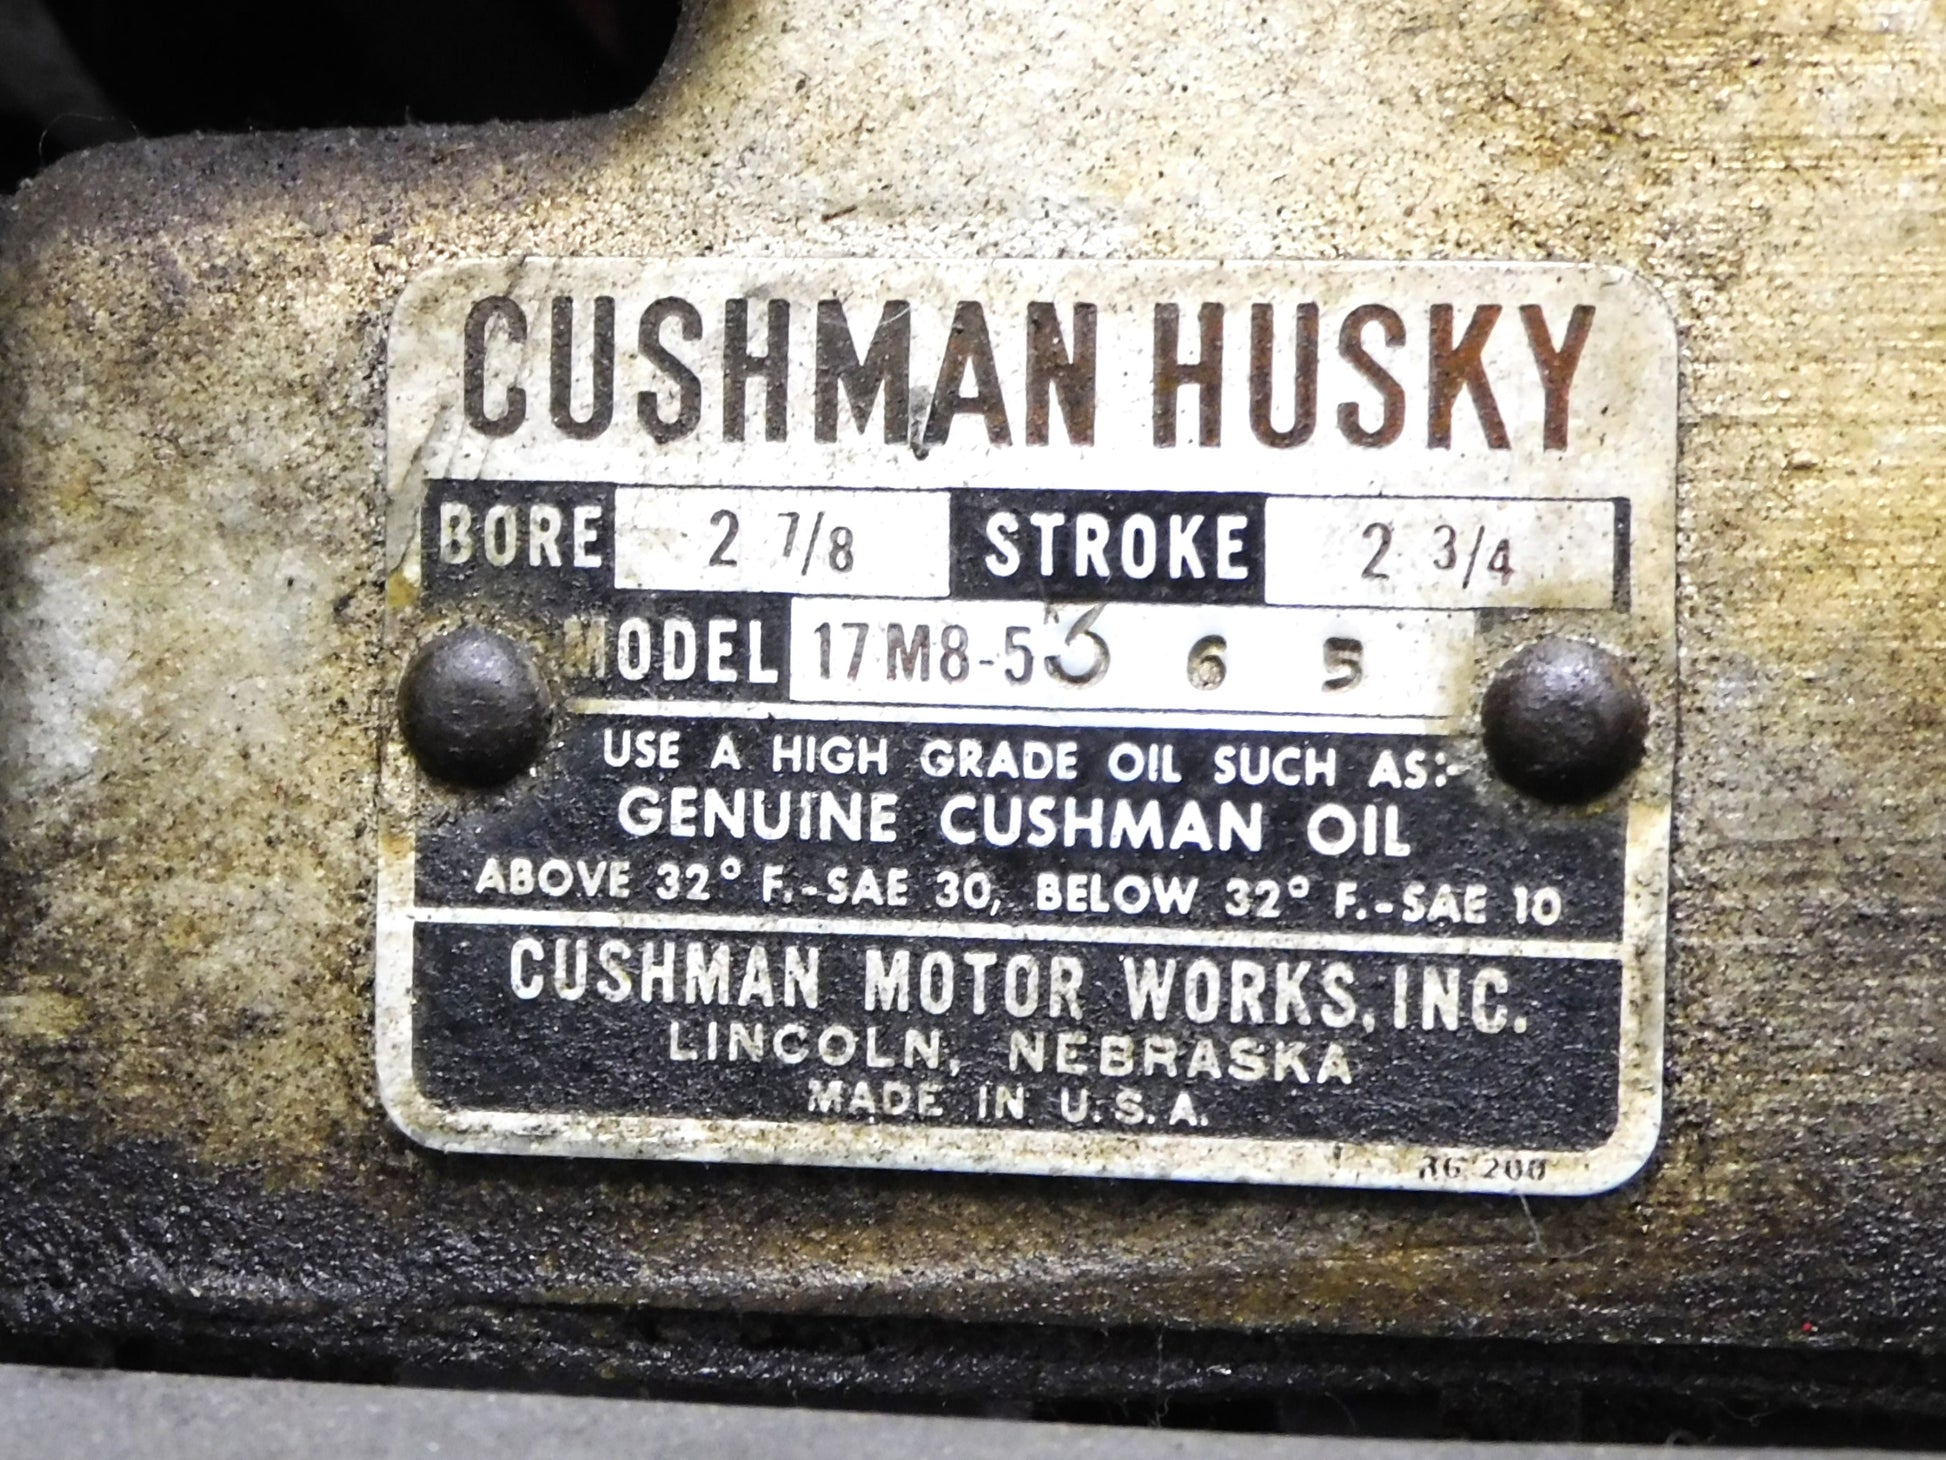 CUSHMAN HUSKY
BORE 2 7/8 STROKE 2 3/4
MODEL 17M8-53 6 5
USE A HIGH GRADE OIL SUCH AS:-
GENUINE CUSHMAN OIL
ABOVE 32° F.-SAE 30, BELOW 32° F.-SAE 10
CUSHMAN MOTOR WORKS, INC.
LINCOLN, NEBRASKA
MADE IN U.S.A.
200